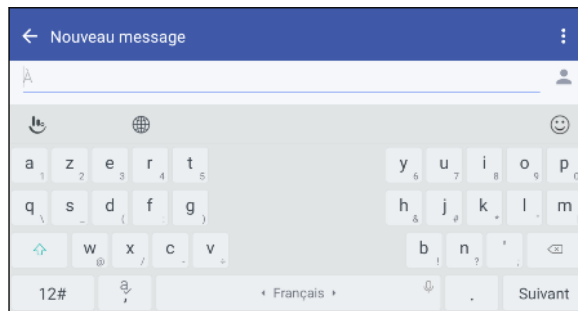 Nouveau message
À
a 1 z 2 e 3 r 4 t 5 y 6 u 7 i 8 o 9 p 0
q \ s _ d ( f : g ) h & j # k * l - m
w @ x / c - v ÷ b ! n ? ' ;
12# a , ‹ Français › . Suivant